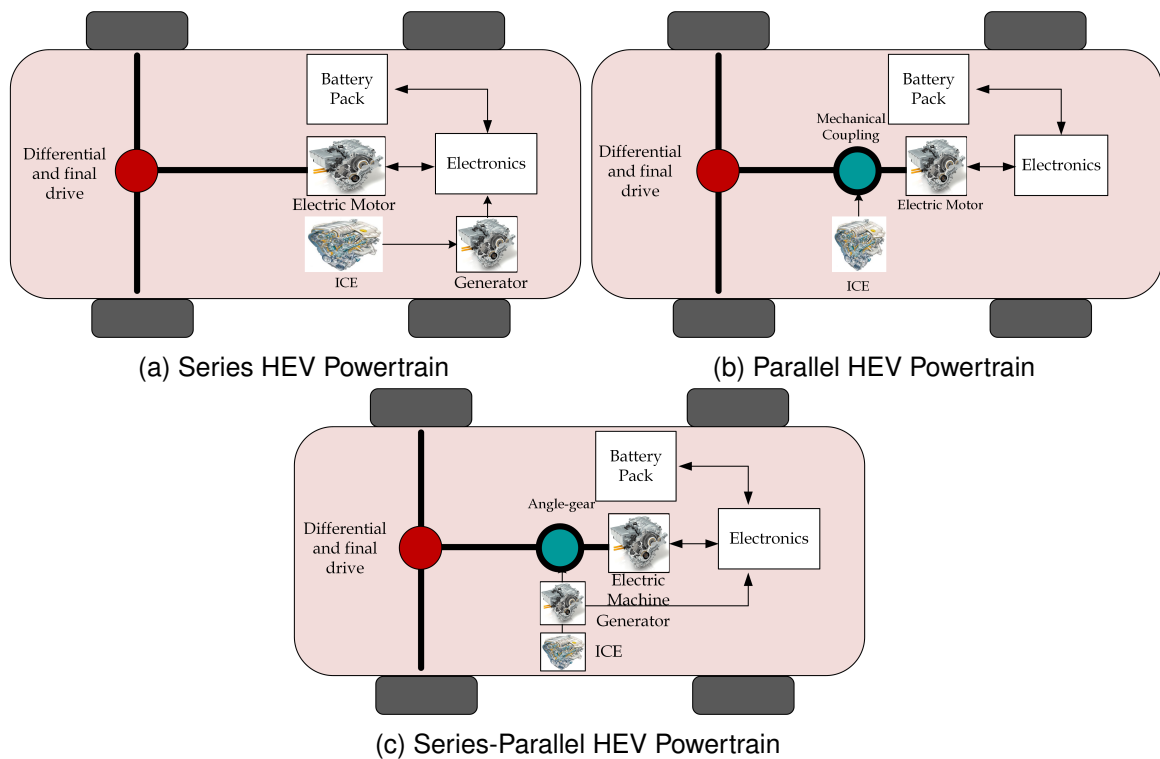 Battery
Pack
Differential
and final
drive
Electronics
Electric Motor
ICE
Generator
(a) Series HEV Powertrain
Battery
Pack
Mechanical
Coupling
Differential
and final
drive
Electronics
Electric Motor
ICE
(b) Parallel HEV Powertrain
Battery
Pack
Angle-gear
Differential
and final
drive
Electronics
Electric
Machine
Generator
ICE
(c) Series-Parallel HEV Powertrain